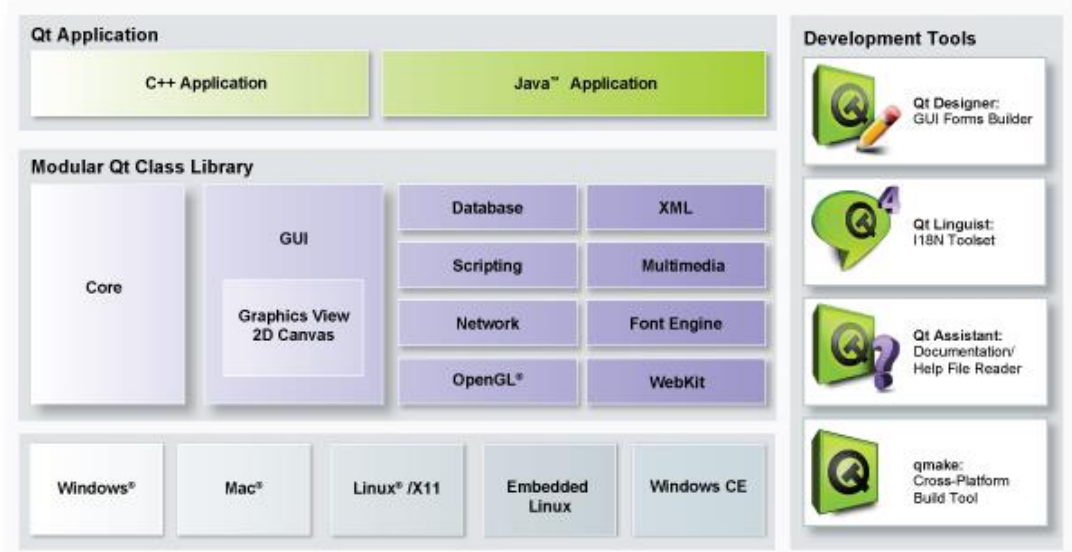 Qt Application
C++ Application
Java™ Application
Modular Qt Class Library
Core
GUI
Graphics View
2D Canvas
Database
XML
Scripting
Multimedia
Network
Font Engine
OpenGL®
WebKit
Windows®
Mac®
Linux® /X11
Embedded
Linux
Windows CE
Development Tools
Qt Designer:
GUI Forms Builder
4
Qt Linguist:
I18N Toolset
?
Qt Assistant:
Documentation/
Help File Reader
qmake:
Cross-Platform
Build Tool